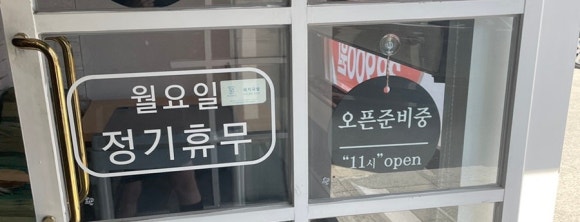 월요일
정기휴무
오픈준비중
"11시" open